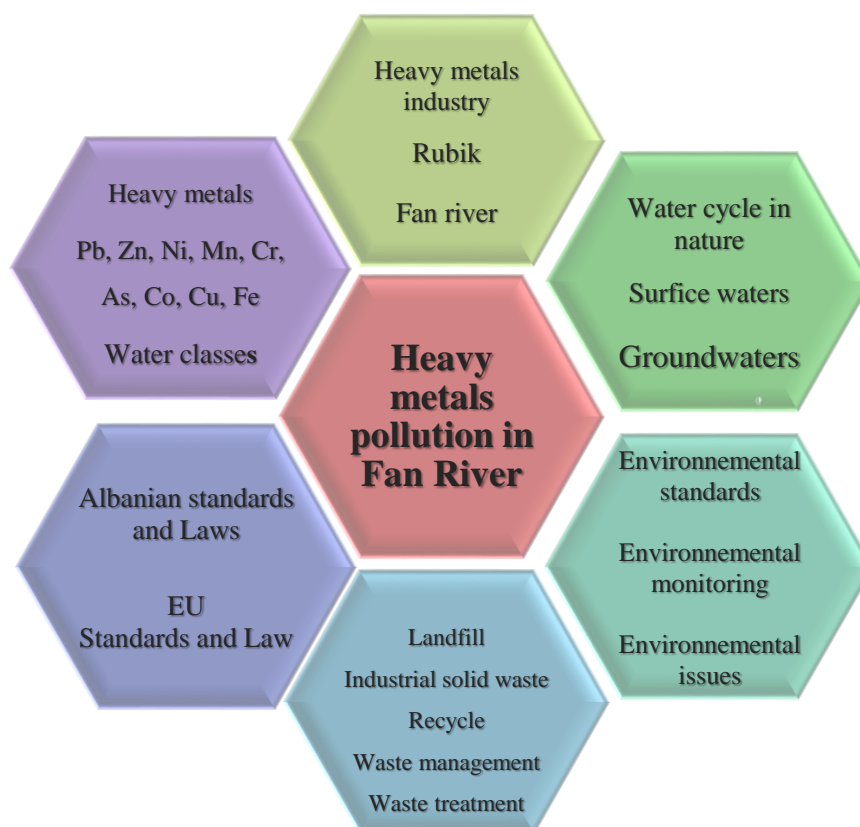 Heavy metals
industry
Rubik
Fan river
Heavy metals
Pb, Zn, Ni, Mn, Cr,
As, Co, Cu, Fe
Water classes
Water cycle in
nature
Surfice waters
Groundwaters
Heavy
metals
pollution in
Fan River
Albanian standards
and Laws
EU
Standards and Law
Environnemental
standards
Environnemental
monitoring
Environnemental
issues
Landfill
Industrial solid waste
Recycle
Waste management
Waste treatment